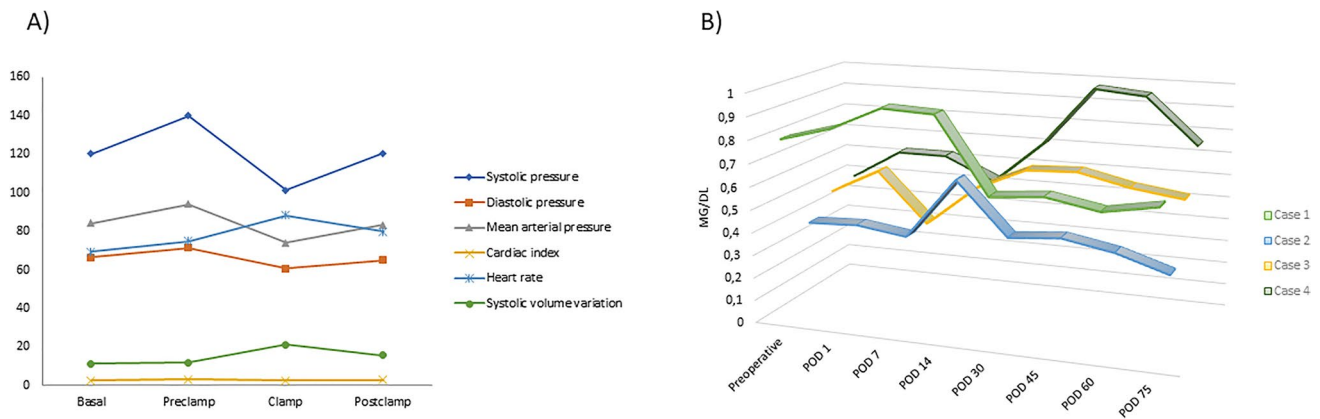 A)
160
140
120
100
80
60
40
20
0
Basal
Preclamp
Clamp
Postclamp
Systolic pressure
Diastolic pressure
Mean arterial pressure
Cardiac index
Heart rate
Systolic volume variation
B)
MG/DL
1
0,9
0,8
0,7
0,6
0,5
0,4
0,3
0,2
0,1
0
Preoperative
POD 1
POD 7
POD 14
POD 30
POD 45
POD 60
POD 75
Case 1
Case 2
Case 3
Case 4